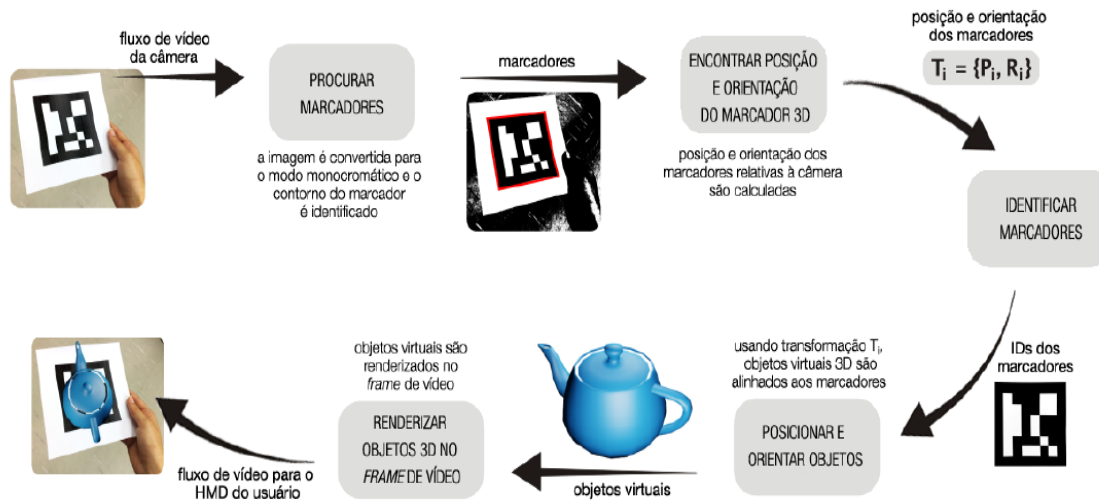 fluxo de vídeo
da câmera
PROCURAR
MARCADORES
a imagem é convertida para
o modo monocromático e o
contorno do marcador
é identificado
marcadores
ENCONTRAR POSIÇÃO
E ORIENTAÇÃO
DO MARCADOR 3D
posição e orientação dos
marcadores relativas à câmera
são calculadas
posição e orientação
dos marcadores
Tᵢ = {Pᵢ, Rᵢ}
IDENTIFICAR
MARCADORES
IDs dos
marcadores
usando transformação Tᵢ,
objetos virtuais 3D são
alinhados aos marcadores
POSICIONAR E
ORIENTAR OBJETOS
objetos virtuais
objetos virtuais são
renderizados no
frame de vídeo
RENDERIZAR
OBJETOS 3D NO
FRAME DE VÍDEO
fluxo de vídeo para o
HMD do usuário